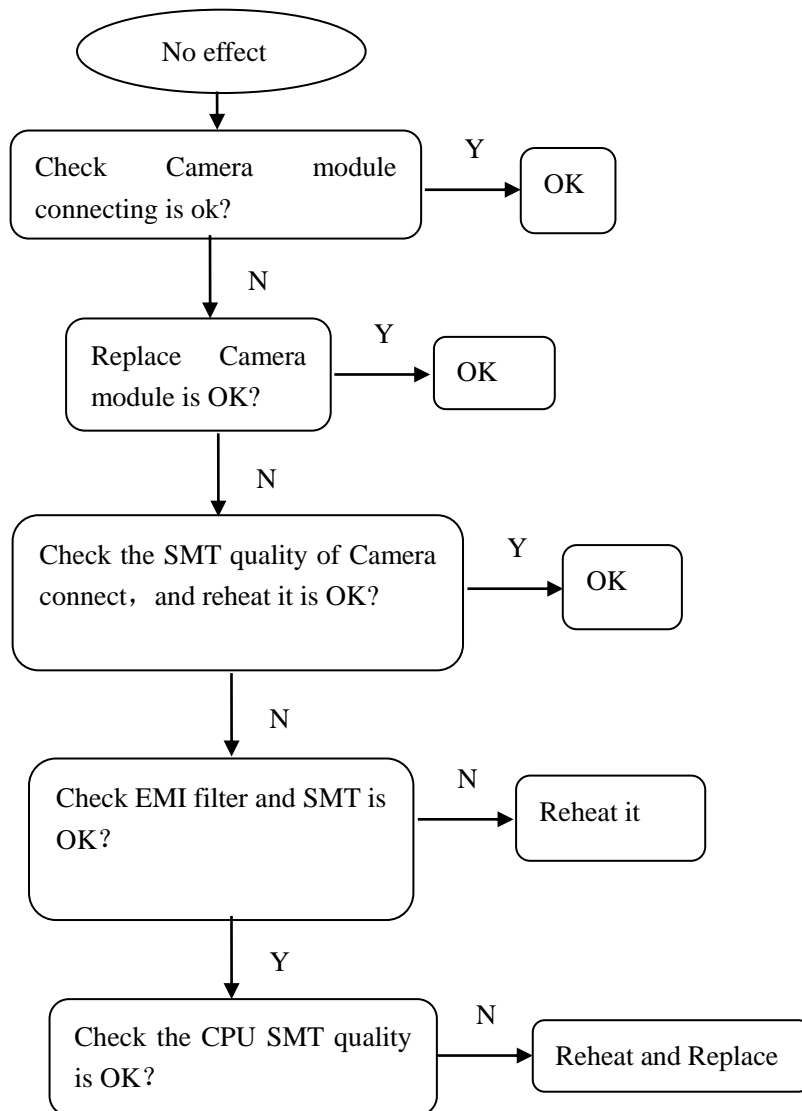 No effect
Check Camera module
connecting is ok?
Y
OK
N
Replace Camera
module is OK?
Y
OK
N
Check the SMT quality of Camera
connect，and reheat it is OK?
Y
OK
N
Check EMI filter and SMT is
OK?
N
Reheat it
Y
Check the CPU SMT quality
is OK?
N
Reheat and Replace